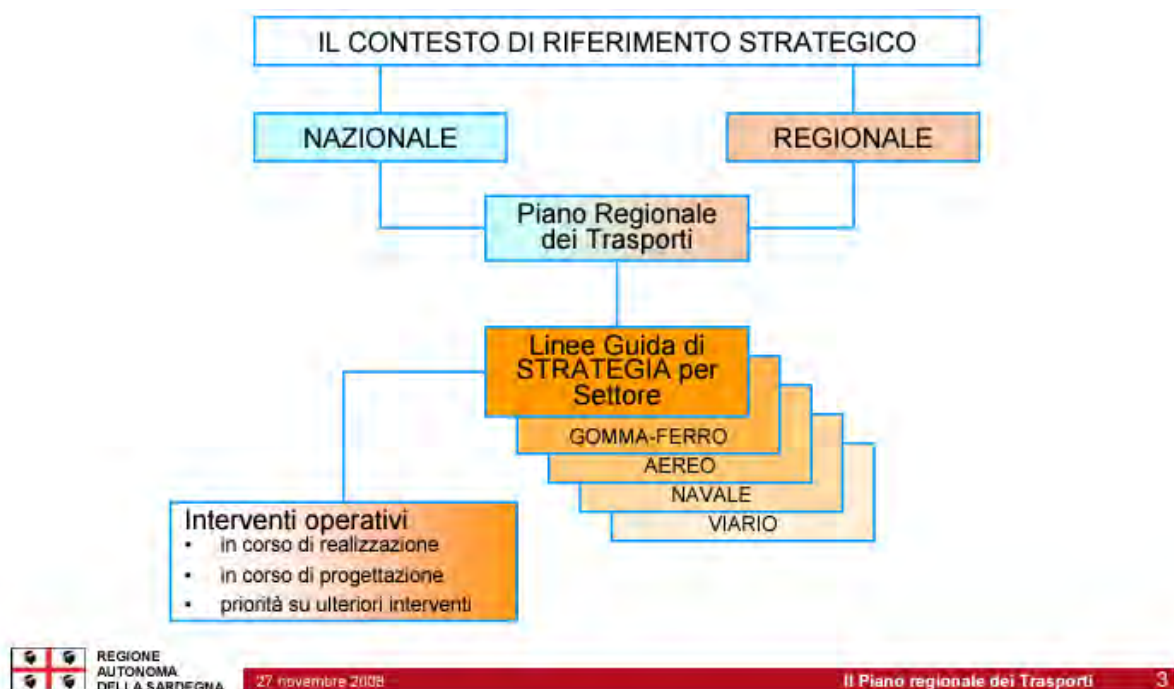 IL CONTESTO DI RIFERIMENTO STRATEGICO
NAZIONALE
REGIONALE
Piano Regionale
dei Trasporti
Linee Guida di
STRATEGIA per
Settore
GOMMA-FERRO
AEREO
NAVALE
VIARIO
Interventi operativi
• in corso di realizzazione
• in corso di progettazione
• priorità su ulteriori interventi
REGIONE
AUTONOMA
DELLA SARDEGNA
27 novembre 2008
Il Piano regionale dei Trasporti
3